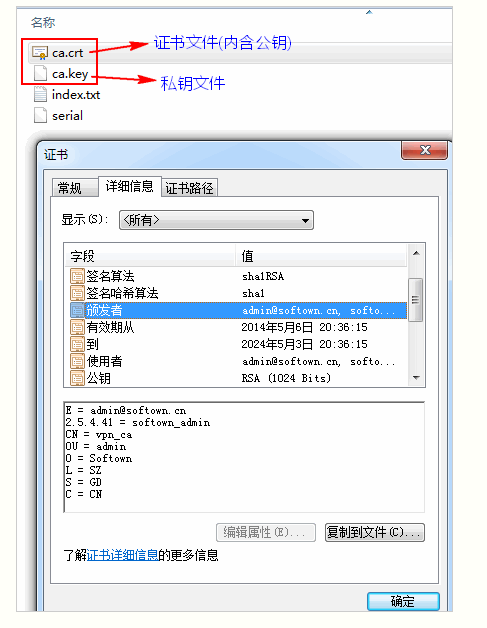 名称
ca.crt 证书文件(内含公钥)
ca.key 私钥文件
index.txt
serial
证书
常规 详细信息 证书路径
显示(S): <所有>
字段 值
签名算法 sha1RSA
签名哈希算法 sha1
颁发者 admin@softown.cn, softo...
有效期从 2014年5月6日 20:36:15
到 2024年5月3日 20:36:15
使用者 admin@softown.cn, softo...
公钥 RSA (1024 Bits)
E = admin@softown.cn
2.5.4.41 = softown_admin
CN = vpn_ca
OU = admin
O = Softown
L = SZ
S = GD
C = CN
编辑属性(E)... 复制到文件(C)...
了解证书详细信息的更多信息
确定